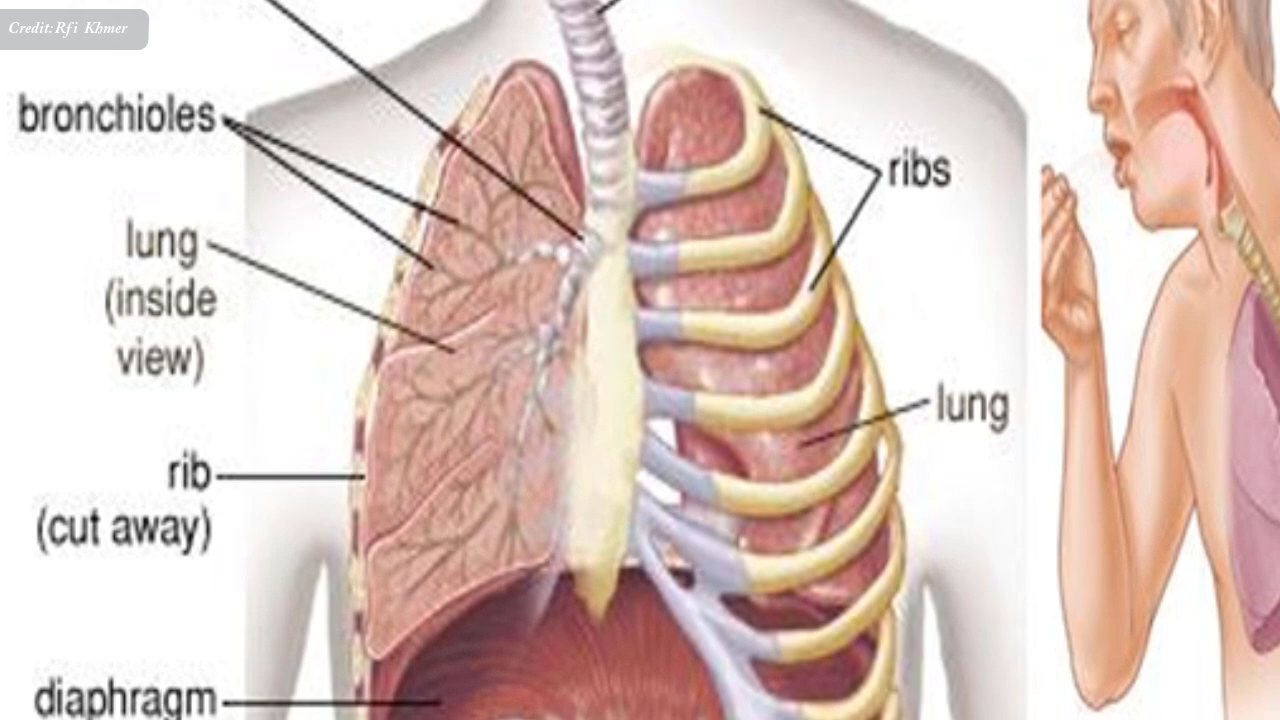 Credit:Rfi Khmer
bronchioles
lung
(inside
view)
rib
(cut away)
diaphragm
ribs
lung